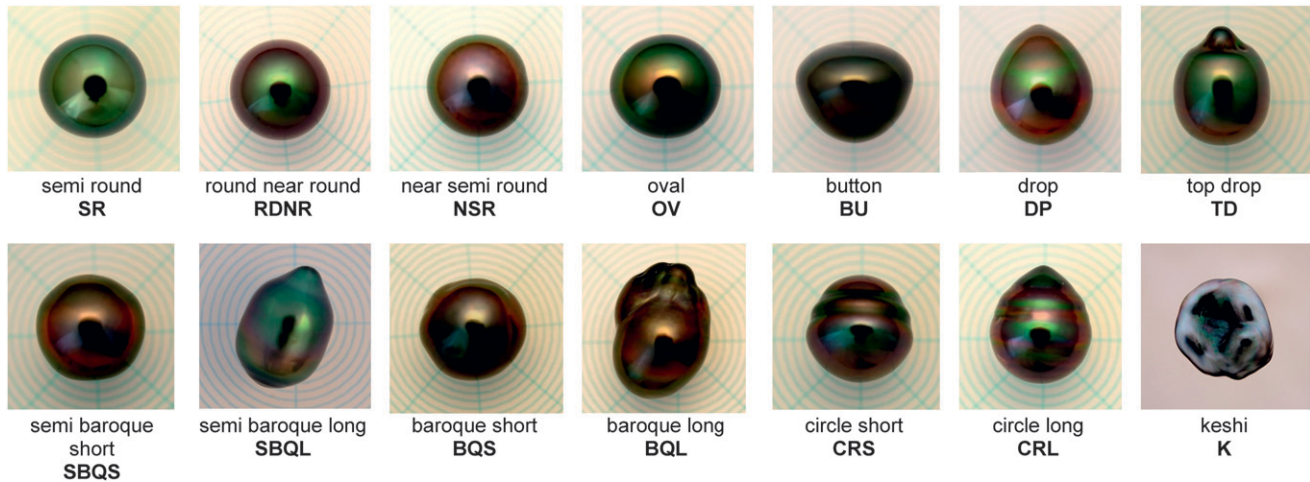 semi round
SR
round near round
RDNR
near semi round
NSR
oval
OV
button
BU
drop
DP
top drop
TD
semi baroque
short
SBQS
semi baroque long
SBQL
baroque short
BQS
baroque long
BQL
circle short
CRS
circle long
CRL
keshi
K